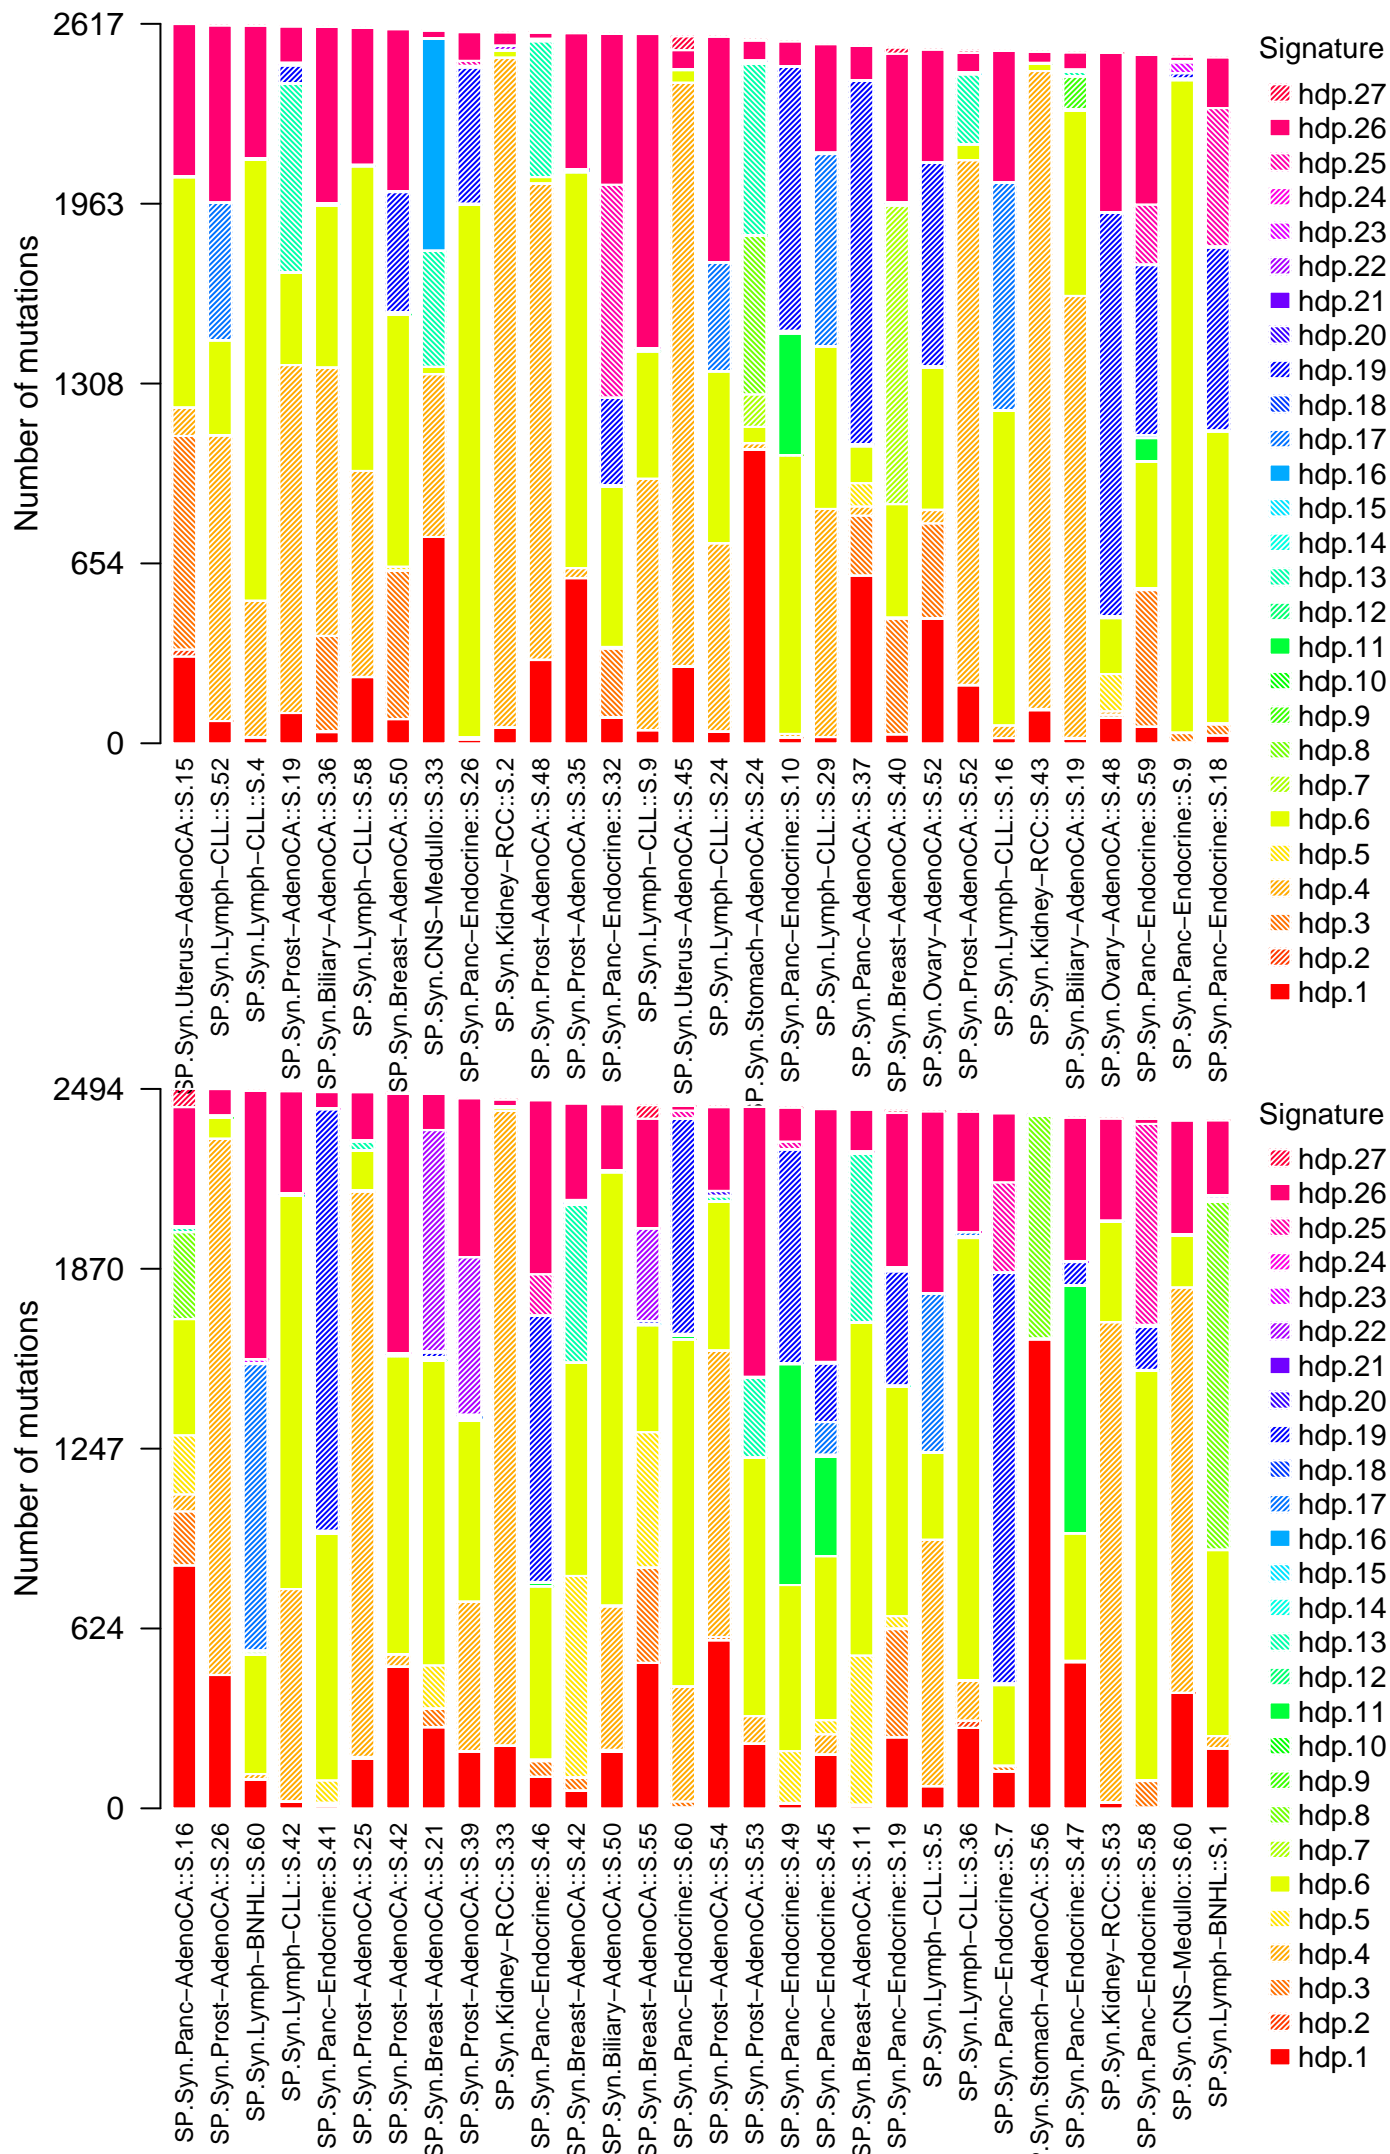 Number of mutations
2617
1963
1308
654
0
SP.Syn.Uterus−AdenoCA::S.15
SP.Syn.Lymph−CLL::S.52
SP.Syn.Lymph−CLL::S.4
SP.Syn.Prost−AdenoCA::S.19
SP.Syn.Biliary−AdenoCA::S.36
SP.Syn.Lymph−CLL::S.58
SP.Syn.Breast−AdenoCA::S.50
SP.Syn.CNS−Medullo::S.33
SP.Syn.Panc−Endocrine::S.26
SP.Syn.Kidney−RCC::S.2
SP.Syn.Prost−AdenoCA::S.48
SP.Syn.Prost−AdenoCA::S.35
SP.Syn.Panc−Endocrine::S.32
SP.Syn.Lymph−CLL::S.9
SP.Syn.Uterus−AdenoCA::S.45
SP.Syn.Lymph−CLL::S.24
SP.Syn.Stomach−AdenoCA::S.24
SP.Syn.Panc−Endocrine::S.10
SP.Syn.Lymph−CLL::S.29
SP.Syn.Panc−AdenoCA::S.37
SP.Syn.Breast−AdenoCA::S.40
SP.Syn.Ovary−AdenoCA::S.52
SP.Syn.Prost−AdenoCA::S.52
SP.Syn.Lymph−CLL::S.16
SP.Syn.Kidney−RCC::S.43
SP.Syn.Biliary−AdenoCA::S.19
SP.Syn.Ovary−AdenoCA::S.48
SP.Syn.Panc−Endocrine::S.59
SP.Syn.Panc−Endocrine::S.9
SP.Syn.Panc−Endocrine::S.18
Signature
hdp.27
hdp.26
hdp.25
hdp.24
hdp.23
hdp.22
hdp.21
hdp.20
hdp.19
hdp.18
hdp.17
hdp.16
hdp.15
hdp.14
hdp.13
hdp.12
hdp.11
hdp.10
hdp.9
hdp.8
hdp.7
hdp.6
hdp.5
hdp.4
hdp.3
hdp.2
hdp.1
Number of mutations
2494
1870
1247
624
0
SP.Syn.Panc−AdenoCA::S.16
SP.Syn.Prost−AdenoCA::S.26
SP.Syn.Lymph−BNHL::S.60
SP.Syn.Lymph−CLL::S.42
SP.Syn.Panc−Endocrine::S.41
SP.Syn.Prost−AdenoCA::S.25
SP.Syn.Prost−AdenoCA::S.42
SP.Syn.Breast−AdenoCA::S.21
SP.Syn.Prost−AdenoCA::S.39
SP.Syn.Kidney−RCC::S.33
SP.Syn.Panc−Endocrine::S.46
SP.Syn.Breast−AdenoCA::S.42
SP.Syn.Biliary−AdenoCA::S.50
SP.Syn.Breast−AdenoCA::S.55
SP.Syn.Panc−Endocrine::S.60
SP.Syn.Prost−AdenoCA::S.54
SP.Syn.Prost−AdenoCA::S.53
SP.Syn.Panc−Endocrine::S.49
SP.Syn.Panc−Endocrine::S.45
SP.Syn.Breast−AdenoCA::S.11
SP.Syn.Panc−Endocrine::S.19
SP.Syn.Lymph−CLL::S.5
SP.Syn.Lymph−CLL::S.36
SP.Syn.Panc−Endocrine::S.7
P.Syn.Stomach−AdenoCA::S.56
SP.Syn.Panc−Endocrine::S.47
SP.Syn.Kidney−RCC::S.53
SP.Syn.Panc−Endocrine::S.58
SP.Syn.CNS−Medullo::S.60
SP.Syn.Lymph−BNHL::S.1
Signature
hdp.27
hdp.26
hdp.25
hdp.24
hdp.23
hdp.22
hdp.21
hdp.20
hdp.19
hdp.18
hdp.17
hdp.16
hdp.15
hdp.14
hdp.13
hdp.12
hdp.11
hdp.10
hdp.9
hdp.8
hdp.7
hdp.6
hdp.5
hdp.4
hdp.3
hdp.2
hdp.1